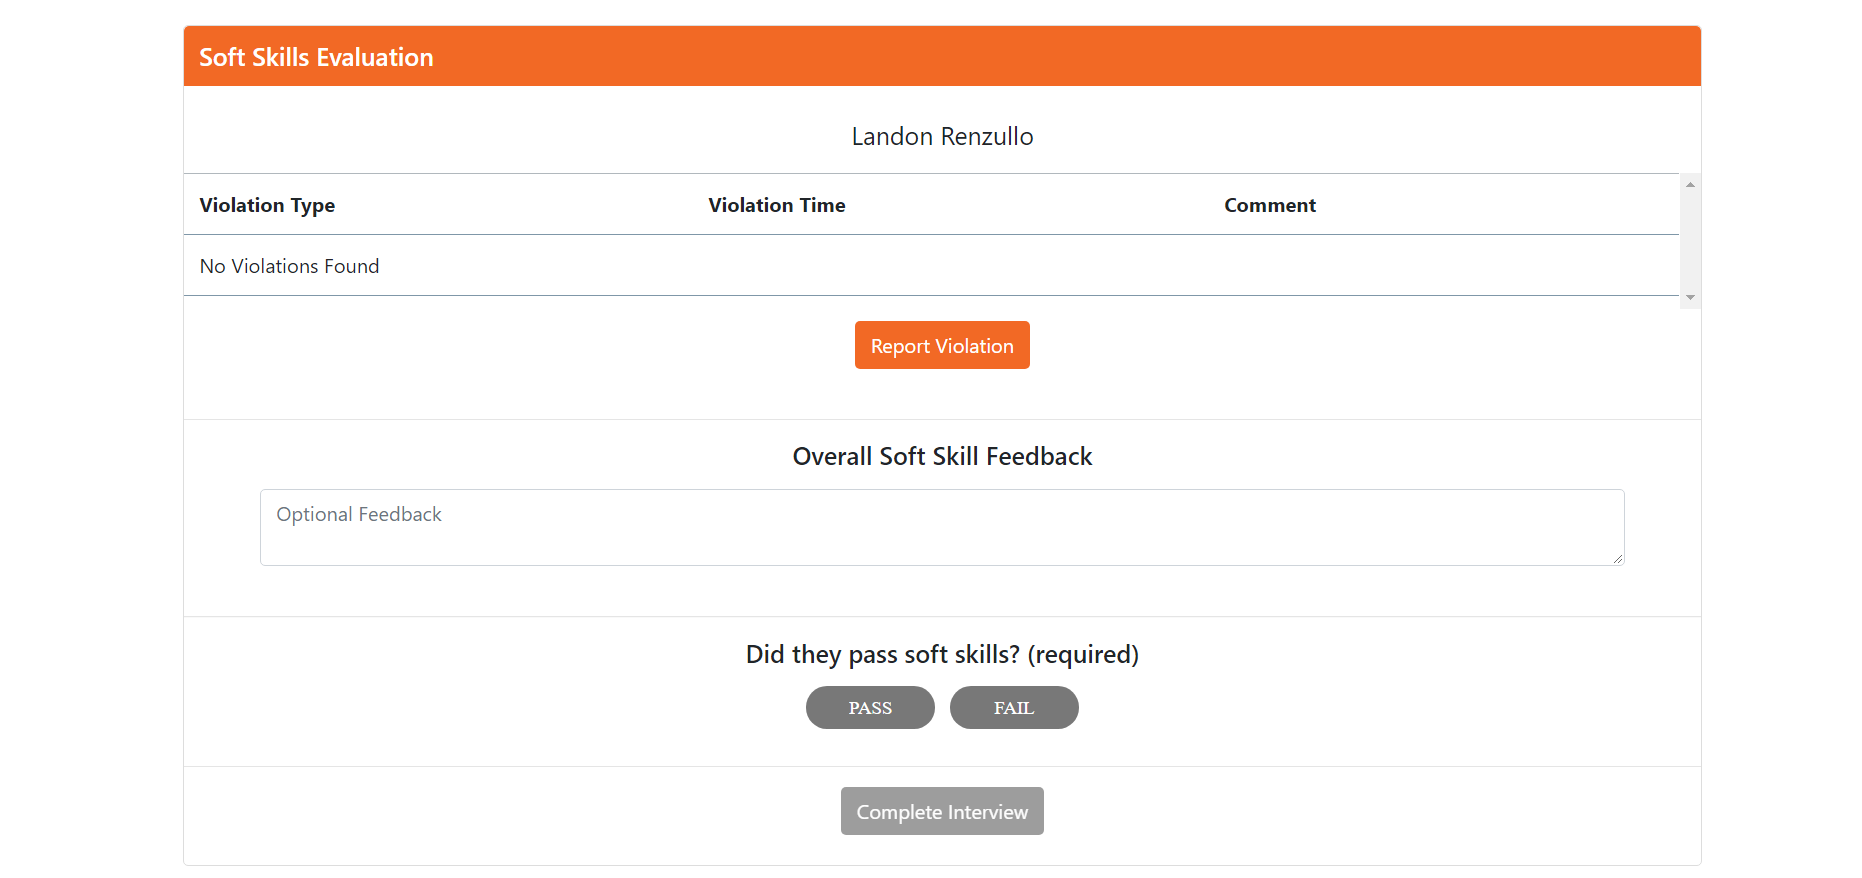 Soft Skills Evaluation
Landon Renzullo
Violation Type Violation Time Comment
No Violations Found
Report Violation
Overall Soft Skill Feedback
Optional Feedback
Did they pass soft skills? (required)
PASS FAIL
Complete Interview